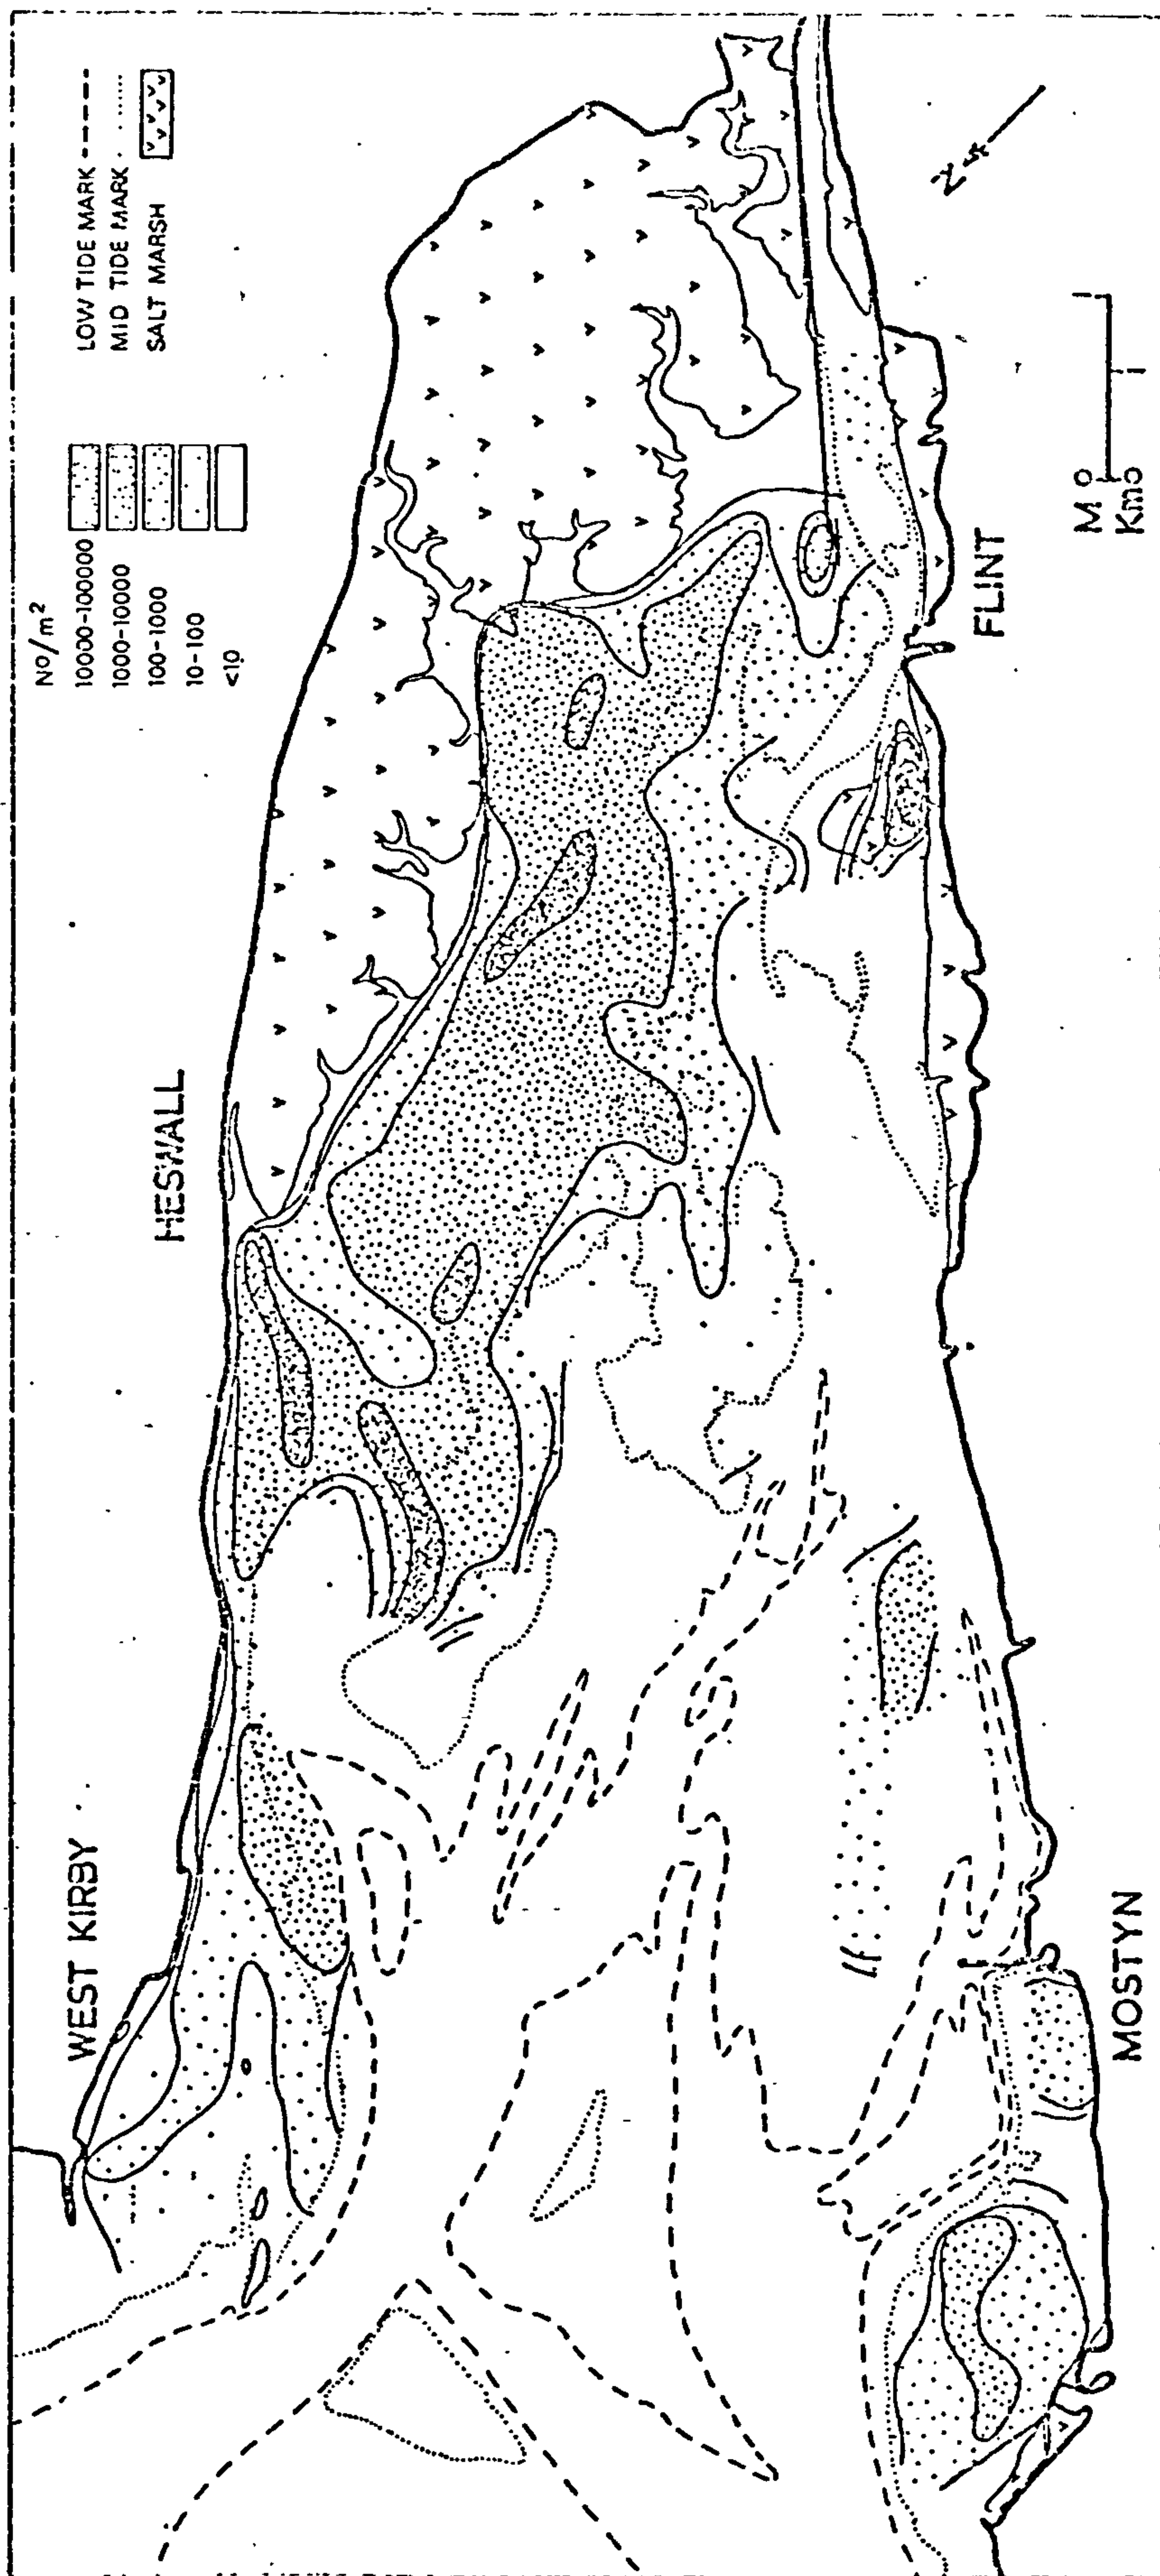 LOW TIDE MARK
MID TIDE MARK
SALT MARSH
Nº/m²
10000-100000
1000-10000
100-1000
10-100
<10
HESWALL
WEST KIRBY
FLINT
MOSTYN
N
M 0 1
Km 0 1